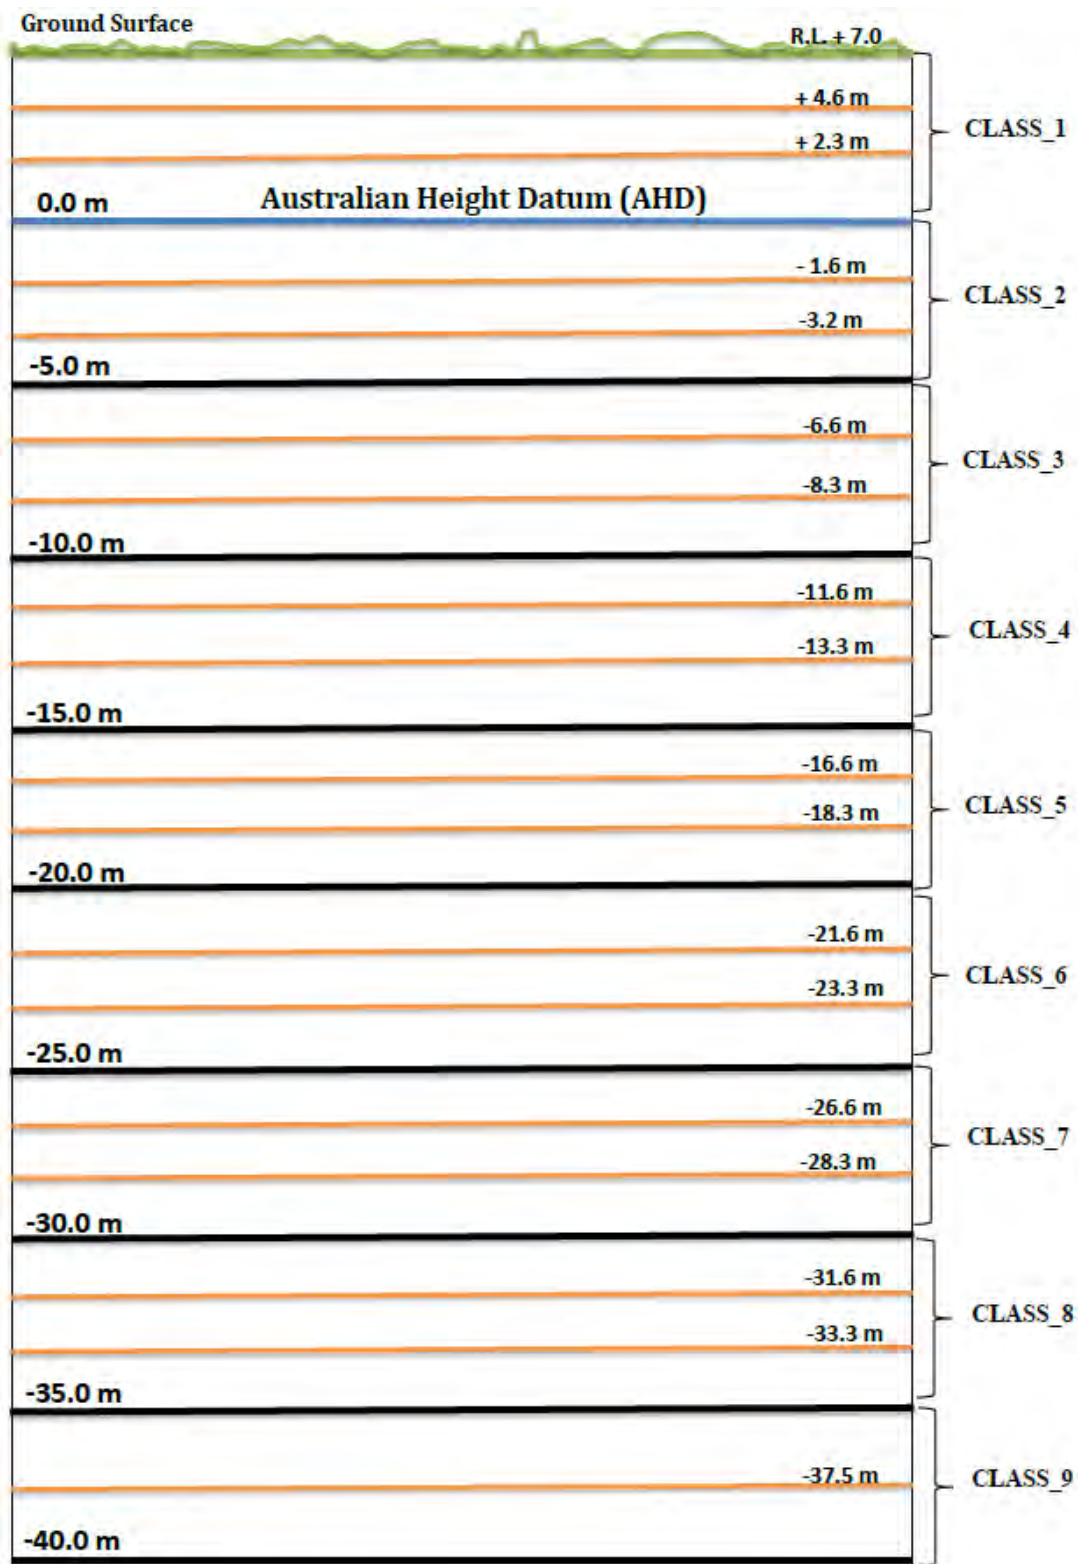 Ground Surface
R.L. + 7.0
+ 4.6 m
CLASS_1
+ 2.3 m
0.0 m
Australian Height Datum (AHD)
- 1.6 m
CLASS_2
-3.2 m
-5.0 m
-6.6 m
CLASS_3
-8.3 m
-10.0 m
-11.6 m
CLASS_4
-13.3 m
-15.0 m
-16.6 m
CLASS_5
-18.3 m
-20.0 m
-21.6 m
CLASS_6
-23.3 m
-25.0 m
-26.6 m
CLASS_7
-28.3 m
-30.0 m
-31.6 m
CLASS_8
-33.3 m
-35.0 m
-37.5 m
CLASS_9
-40.0 m